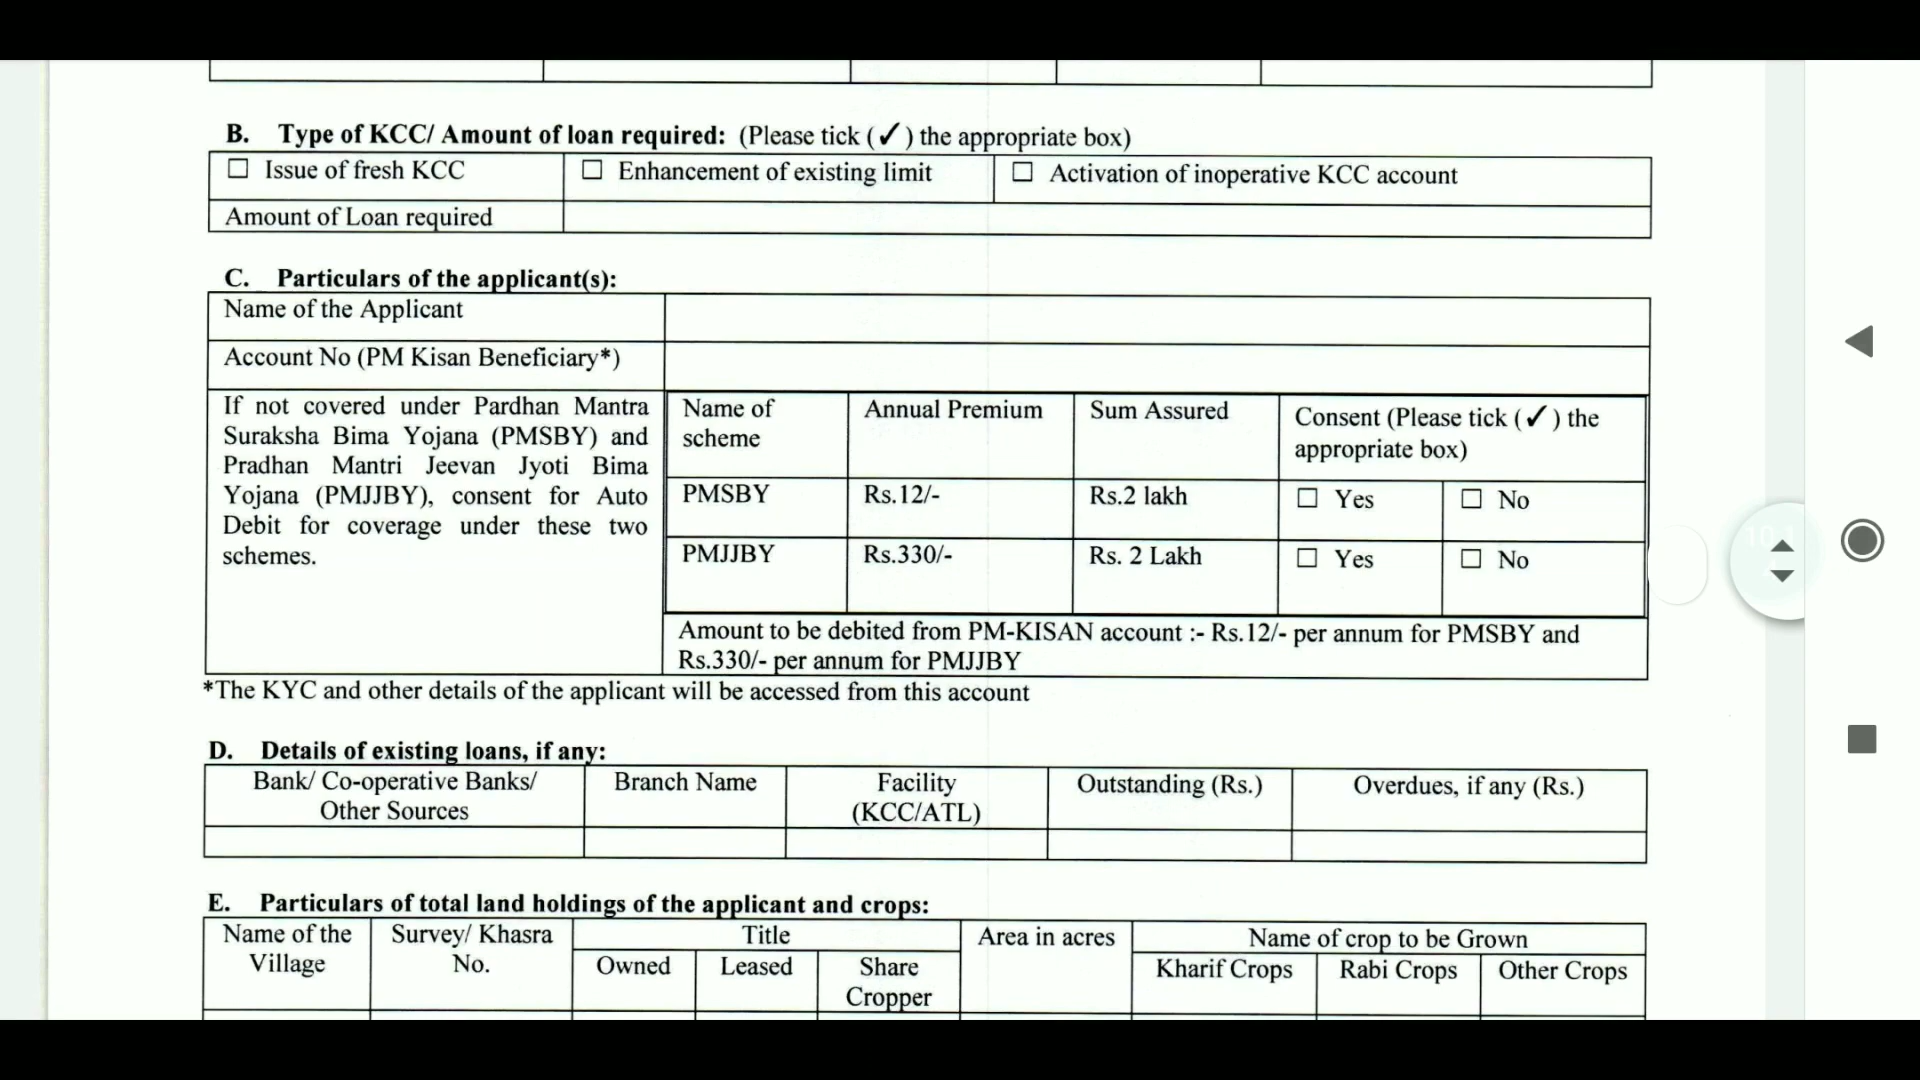 B. Type of KCC/ Amount of loan required: (Please tick (✓) the appropriate box)
☐ Issue of fresh KCC ☐ Enhancement of existing limit ☐ Activation of inoperative KCC account
Amount of Loan required
C. Particulars of the applicant(s):
Name of the Applicant
Account No (PM Kisan Beneficiary*)
If not covered under Pardhan Mantra
Suraksha Bima Yojana (PMSBY) and
Pradhan Mantri Jeevan Jyoti Bima
Yojana (PMJJBY), consent for Auto
Debit for coverage under these two
schemes.
Name of
scheme
Annual Premium
Sum Assured
Consent (Please tick (✓) the
appropriate box)
PMSBY Rs.12/- Rs.2 lakh ☐ Yes ☐ No
PMJJBY Rs.330/- Rs. 2 Lakh ☐ Yes ☐ No
Amount to be debited from PM-KISAN account :- Rs.12/- per annum for PMSBY and
Rs.330/- per annum for PMJJBY
*The KYC and other details of the applicant will be accessed from this account
D. Details of existing loans, if any:
Bank/ Co-operative Banks/
Other Sources
Branch Name
Facility
(KCC/ATL)
Outstanding (Rs.)
Overdues, if any (Rs.)
E. Particulars of total land holdings of the applicant and crops:
Name of the
Village
Survey/ Khasra
No.
Title
Owned
Leased
Share
Cropper
Area in acres
Name of crop to be Grown
Kharif Crops
Rabi Crops
Other Crops